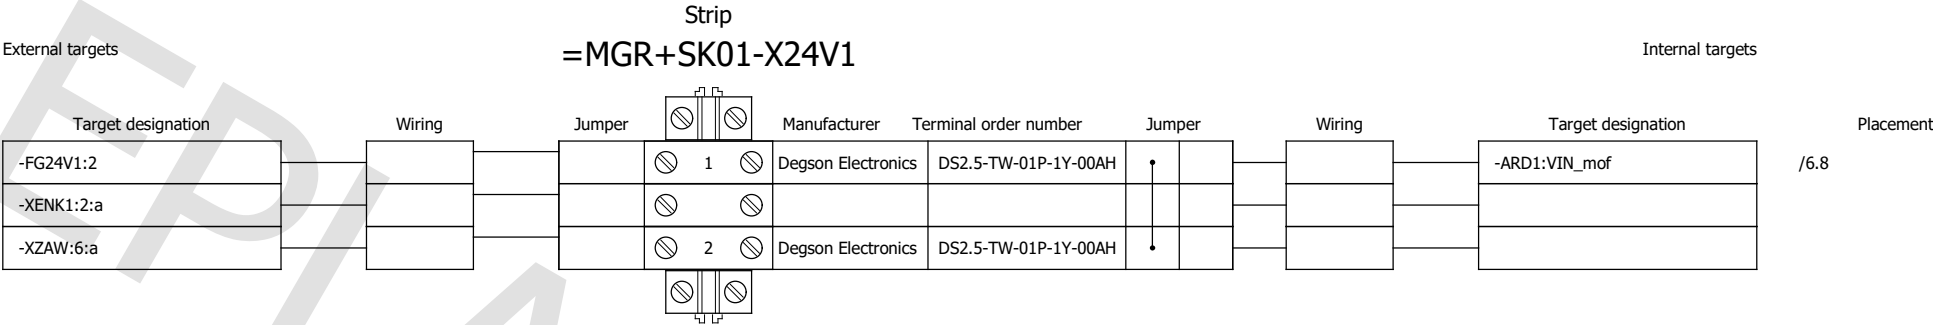 Strip
External targets
=MGR+SK01-X24V1
Internal targets
Target designation Wiring Jumper Manufacturer Terminal order number Jumper Wiring Target designation Placement
-FG24V1:2 1 Degson Electronics DS2.5-TW-01P-1Y-00AH -ARD1:VIN_mof /6.8
-XENK1:2:a
-XZAW:6:a 2 Degson Electronics DS2.5-TW-01P-1Y-00AH
EPLA